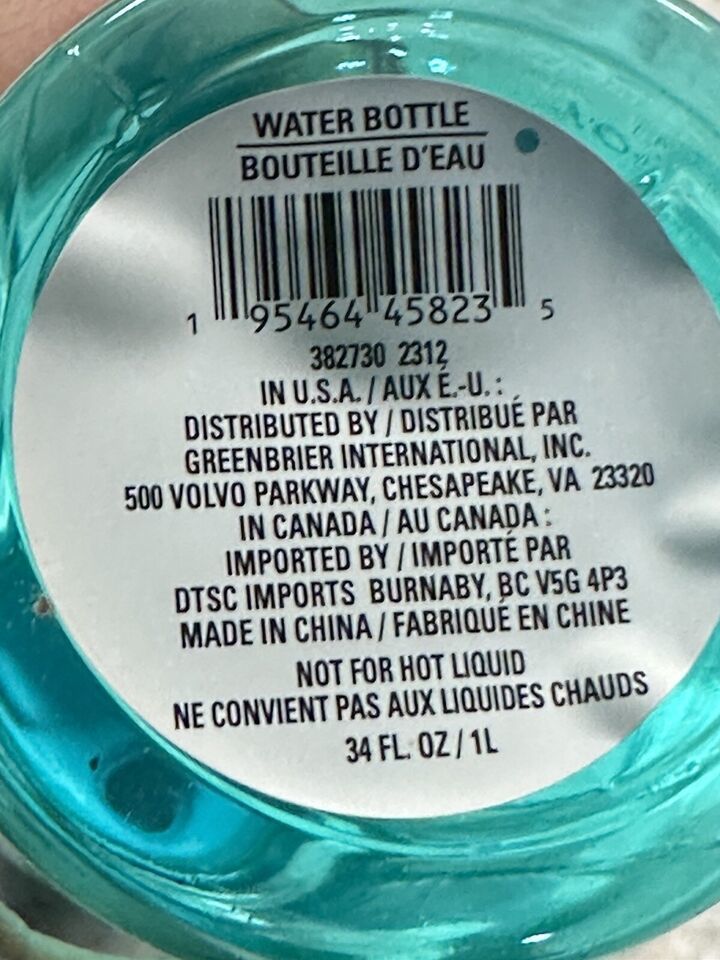 WATER BOTTLE
BOUTEILLE D'EAU
1 95464 45823 5
382730 2312
IN U.S.A. / AUX É.-U. :
DISTRIBUTED BY / DISTRIBUÉ PAR
GREENBRIER INTERNATIONAL, INC.
500 VOLVO PARKWAY, CHESAPEAKE, VA 23320
IN CANADA / AU CANADA :
IMPORTED BY / IMPORTÉ PAR
DTSC IMPORTS BURNABY, BC V5G 4P3
MADE IN CHINA / FABRIQUÉ EN CHINE
NOT FOR HOT LIQUID
NE CONVIENT PAS AUX LIQUIDES CHAUDS
34 FL. OZ / 1L